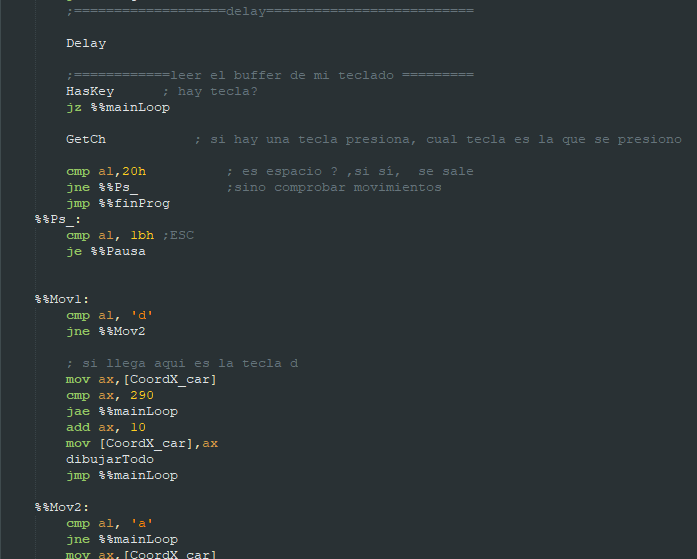 ;===================delay==========================
Delay
;============leer el buffer de mi teclado =========
HasKey      ; hay tecla?
jz %%mainLoop
GetCh           ; si hay una tecla presiona, cual tecla es la que se presiono
cmp al,20h          ; es espacio ? ,si si,  se sale
jne %%Ps_           ;sino comprobar movimientos
jmp %%finProg
%%Ps_:
cmp al, 1bh ;ESC
je %%Pausa
%%Mov1:
cmp al, 'd'
jne %%Mov2
; si llega aqui es la tecla d
mov ax,[CoordX_car]
cmp ax, 290
jae %%mainLoop
add ax, 10
mov [CoordX_car],ax
dibujarTodo
jmp %%mainLoop
%%Mov2:
cmp al, 'a'
jne %%mainLoop
mov ax,[CoordX_car]